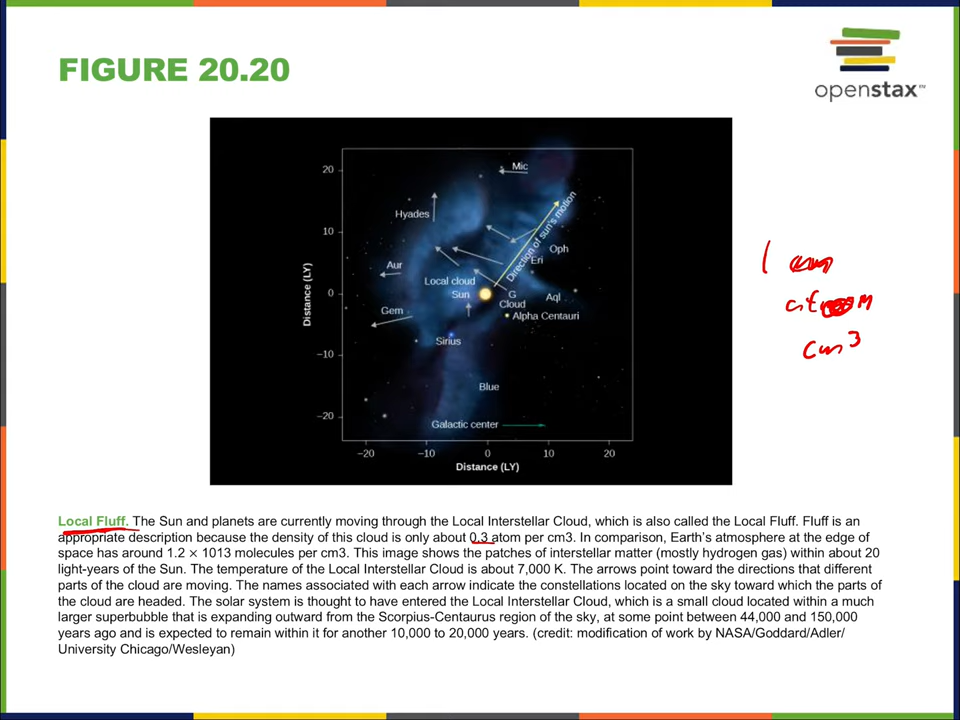 FIGURE 20.20
openstax™
20
10
0
−10
−20
Distance (LY)
Mic
Hyades
Direction of sun's motion
Oph
Eri
Aur
Local cloud
Sun
G
Cloud
Aql
Gem
Alpha Centauri
Sirius
Blue
Galactic center
−20
−10
0
10
20
Distance (LY)
1
cm3
Local Fluff. The Sun and planets are currently moving through the Local Interstellar Cloud, which is also called the Local Fluff. Fluff is an
appropriate description because the density of this cloud is only about 0.3 atom per cm3. In comparison, Earth's atmosphere at the edge of
space has around 1.2 × 1013 molecules per cm3. This image shows the patches of interstellar matter (mostly hydrogen gas) within about 20
light-years of the Sun. The temperature of the Local Interstellar Cloud is about 7,000 K. The arrows point toward the directions that different
parts of the cloud are moving. The names associated with each arrow indicate the constellations located on the sky toward which the parts of
the cloud are headed. The solar system is thought to have entered the Local Interstellar Cloud, which is a small cloud located within a much
larger superbubble that is expanding outward from the Scorpius-Centaurus region of the sky, at some point between 44,000 and 150,000
years ago and is expected to remain within it for another 10,000 to 20,000 years. (credit: modification of work by NASA/Goddard/Adler/
University Chicago/Wesleyan)